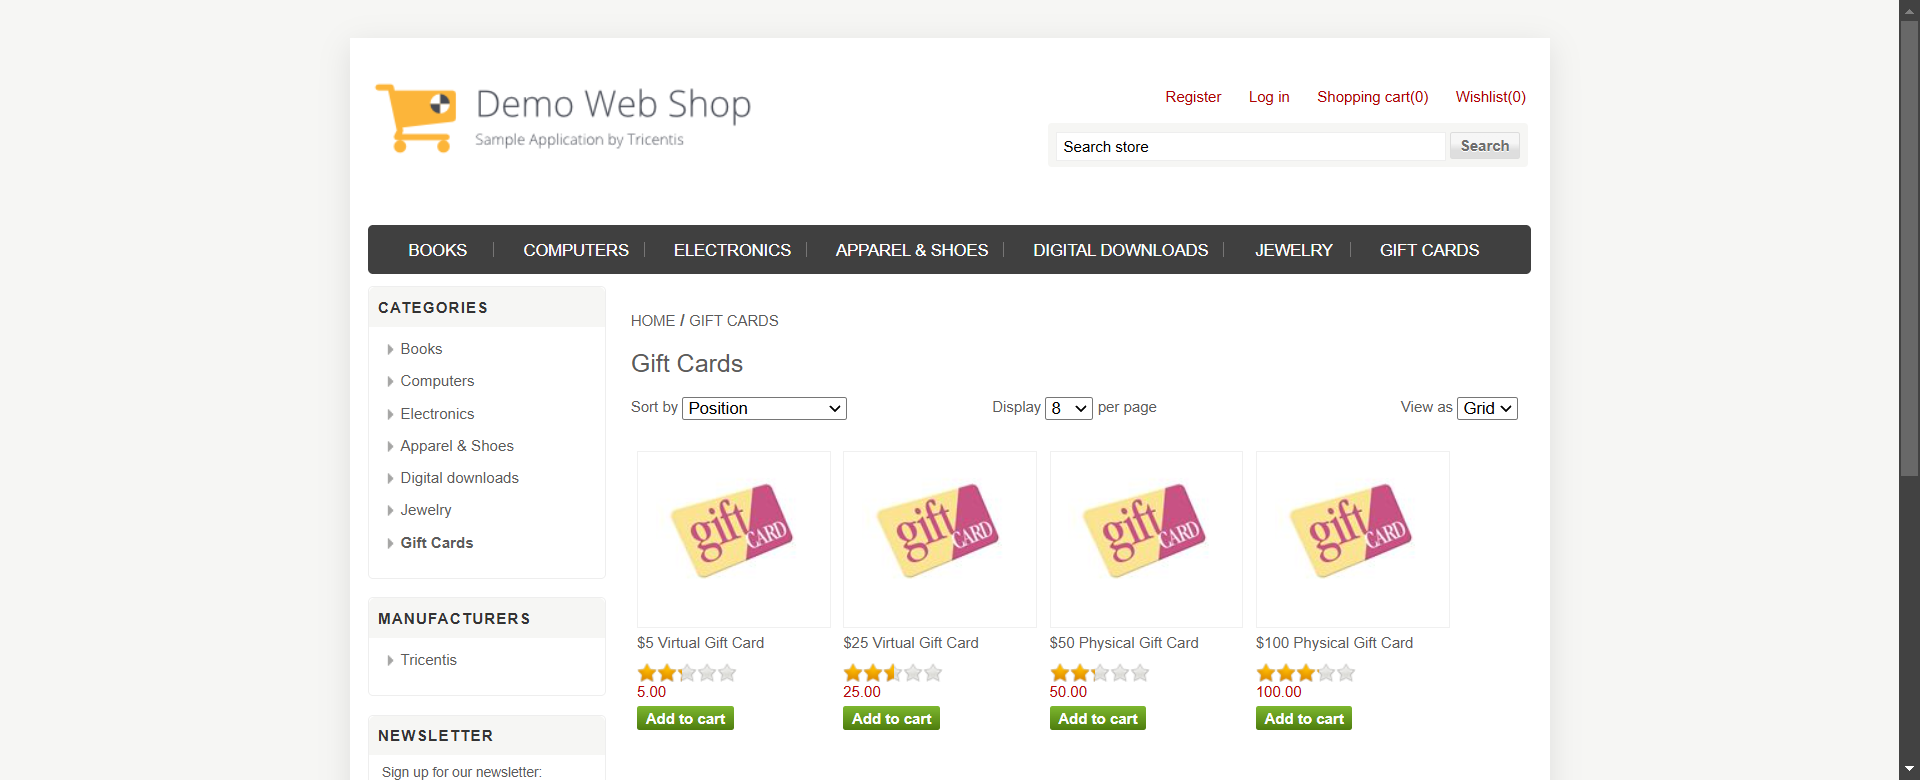 Demo Web Shop
Sample Application by Tricentis
Register Log in Shopping cart(0) Wishlist(0)
Search store Search
BOOKS COMPUTERS ELECTRONICS APPAREL & SHOES DIGITAL DOWNLOADS JEWELRY GIFT CARDS
CATEGORIES
Books
Computers
Electronics
Apparel & Shoes
Digital downloads
Jewelry
Gift Cards
MANUFACTURERS
Tricentis
NEWSLETTER
Sign up for our newsletter:
HOME / GIFT CARDS
Gift Cards
Sort by Position Display 8 per page View as Grid
gift CARD gift CARD gift CARD gift CARD
$5 Virtual Gift Card $25 Virtual Gift Card $50 Physical Gift Card $100 Physical Gift Card
5.00 25.00 50.00 100.00
Add to cart Add to cart Add to cart Add to cart